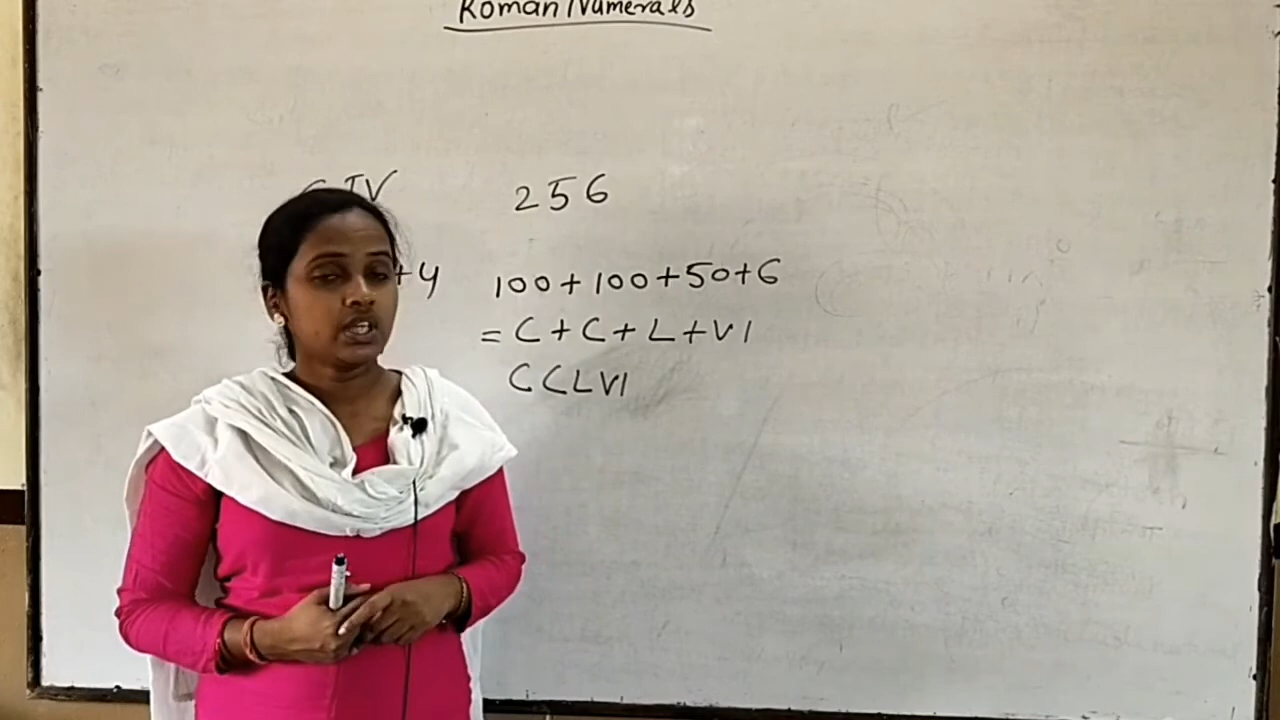 Roman Numerals
IV
256
+4
100+100+50+6
=C+C+L+VI
CCLVI